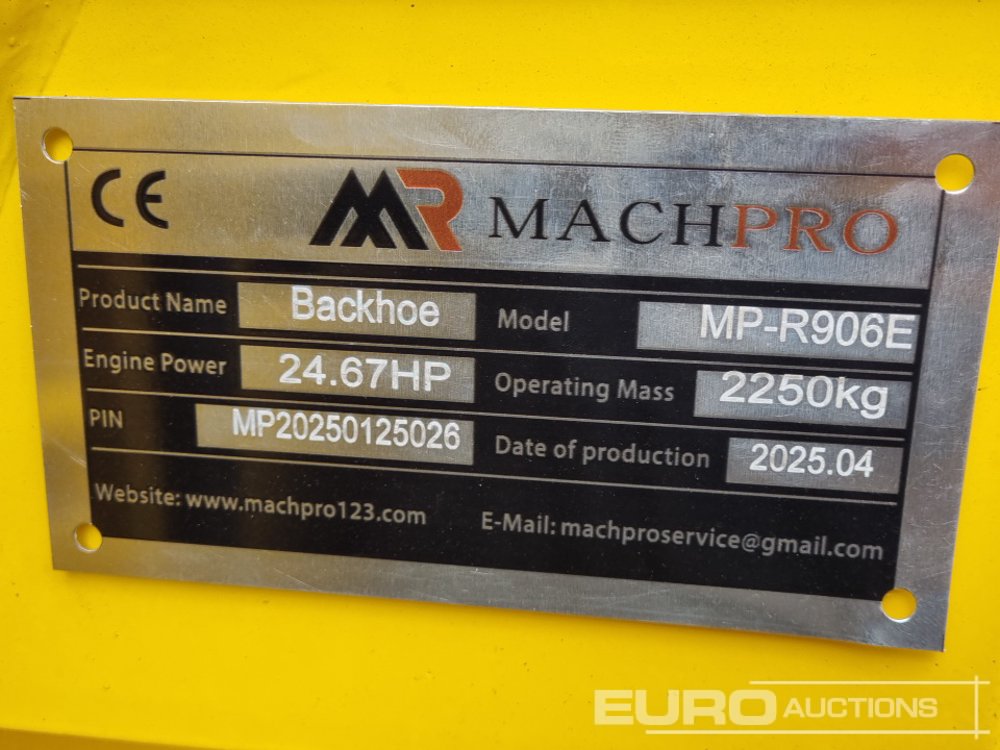 CE MR MACHPRO
Product Name Backhoe Model MP-R906E
Engine Power 24.67HP Operating Mass 2250kg
PIN MP20250125026 Date of production 2025.04
Website: www.machpro123.com E-Mail: machproservice@gmail.com
EURO AUCTIONS